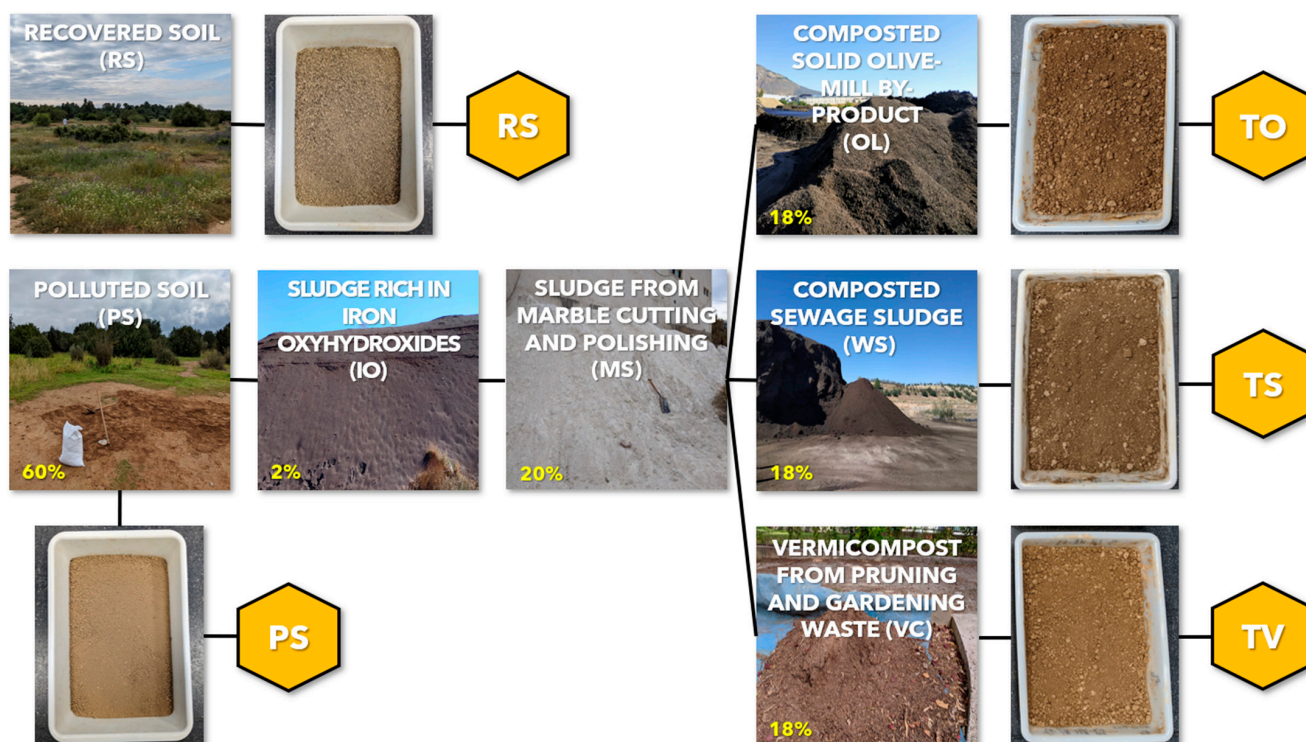 RECOVERED SOIL
(RS)
RS
COMPOSTED
SOLID OLIVE-
MILL BY-
PRODUCT
(OL)
18%
TO
POLLUTED SOIL
(PS)
60%
SLUDGE RICH IN
IRON
OXYHYDROXIDES
(IO)
2%
SLUDGE FROM
MARBLE CUTTING
AND POLISHING
(MS)
20%
COMPOSTED
SEWAGE SLUDGE
(WS)
18%
TS
PS
VERMICOMPOST
FROM PRUNING
AND GARDENING
WASTE (VC)
18%
TV